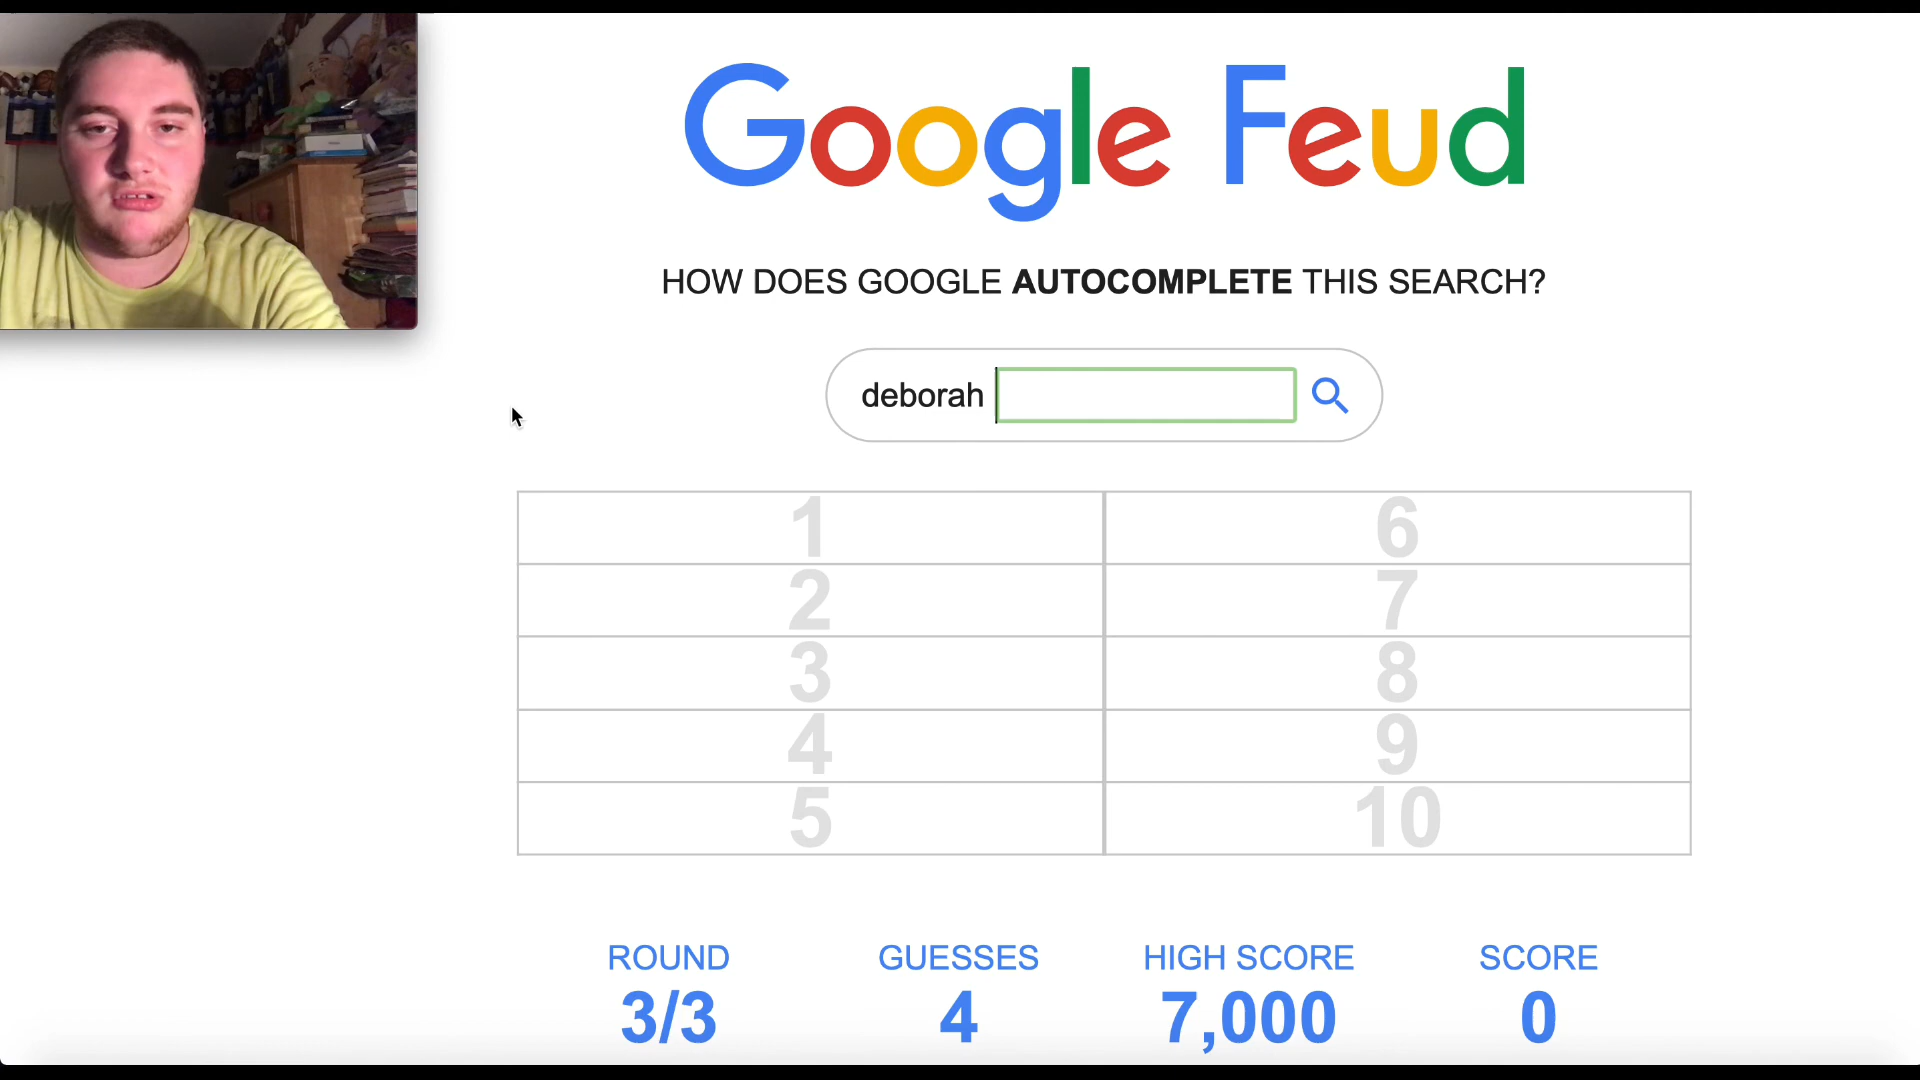 Google Feud
HOW DOES GOOGLE AUTOCOMPLETE THIS SEARCH?
deborah
1 6
2 7
3 8
4 9
5 10
ROUND GUESSES HIGH SCORE SCORE
3/3 4 7,000 0